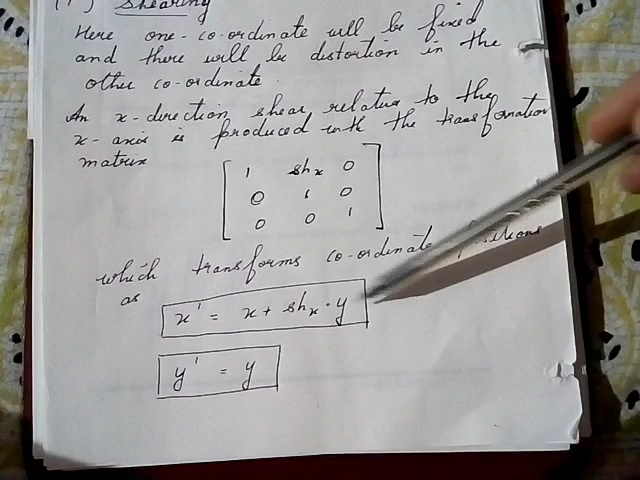 Shearing
Here one-co-ordinate will be fixed
and there will be distortion in the
other co-ordinate.
An x-direction shear relative to the
x-axis is produced with the transformation
matrix
1 shx 0
0 1 0
0 0 1
which transforms co-ordinate positions
as
x' = x + shx · y
y' = y